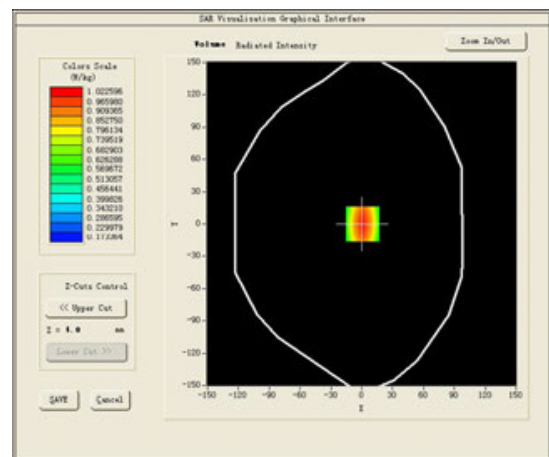 SAR Visualisation Graphical Interface
Volume Radiated Intensity
Zoom In/Out
Colors Scale
(W/kg)
1.022596
0.965980
0.909365
0.852750
0.796134
0.739519
0.682903
0.626288
0.569672
0.513057
0.456441
0.399826
0.343210
0.286595
0.229979
0.173364
Z-Cuts Control
<< Upper Cut
Z = 4.0 mm
Lower Cut >>
SAVE Cancel
150
120
90
60
30
0
-30
-60
-90
-120
-150
Y
-150 -120 -90 -60 -30 0 30 60 90 120 150
X